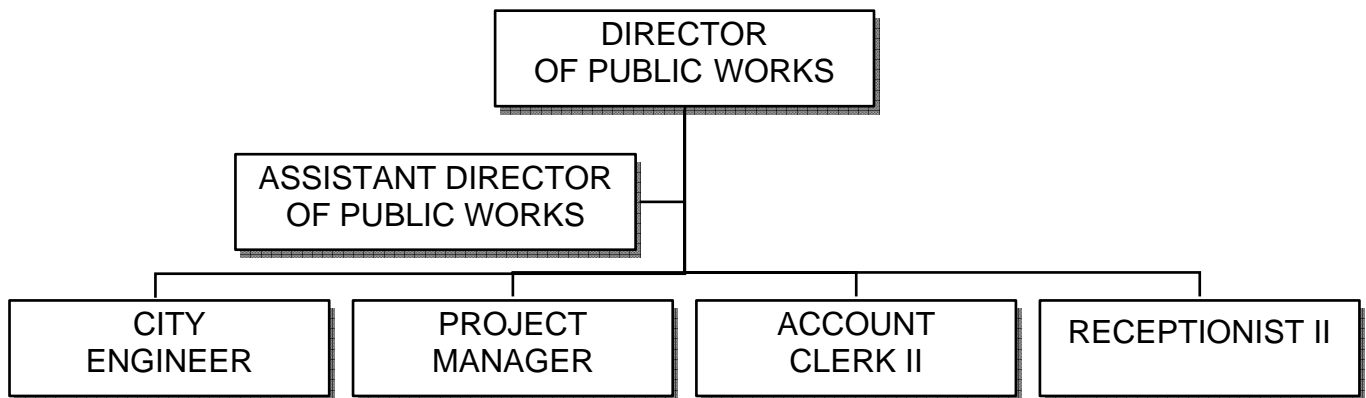 DIRECTOR
OF PUBLIC WORKS
ASSISTANT DIRECTOR
OF PUBLIC WORKS
CITY
ENGINEER
PROJECT
MANAGER
ACCOUNT
CLERK II
RECEPTIONIST II